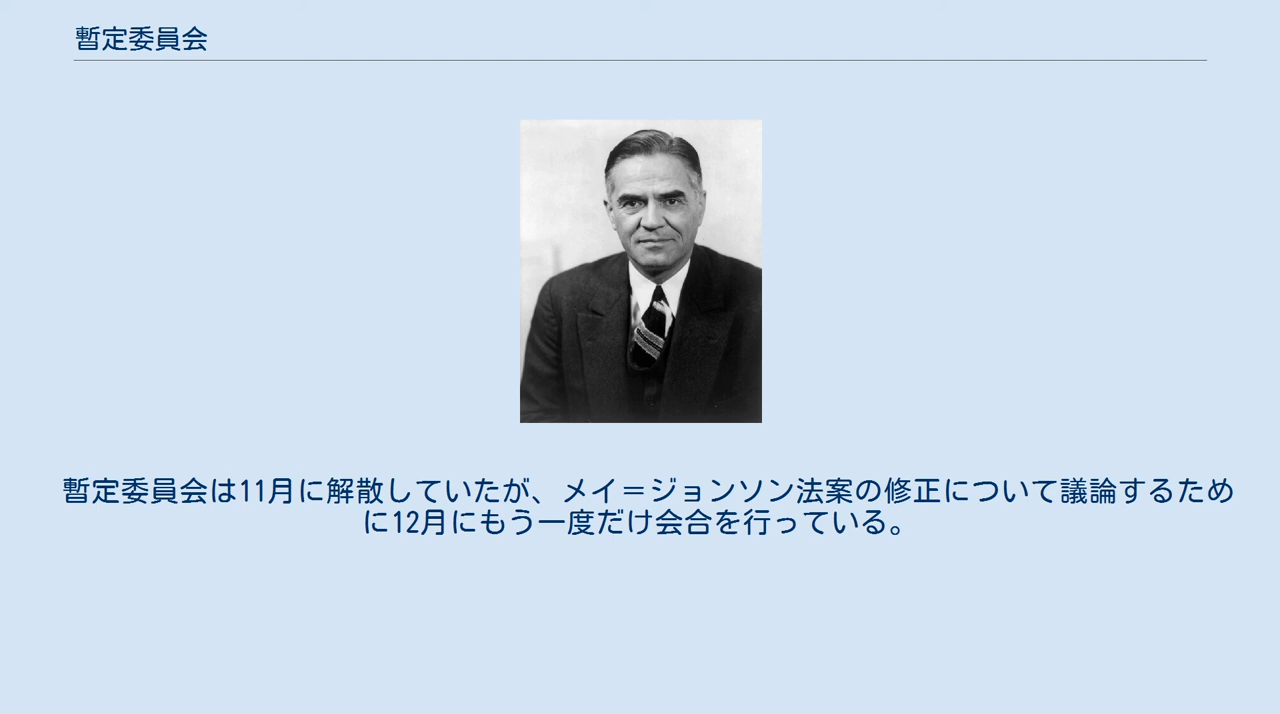 暫定委員会
暫定委員会は11月に解散していたが、メイ＝ジョンソン法案の修正について議論するため
に12月にもう一度だけ会合を行っている。